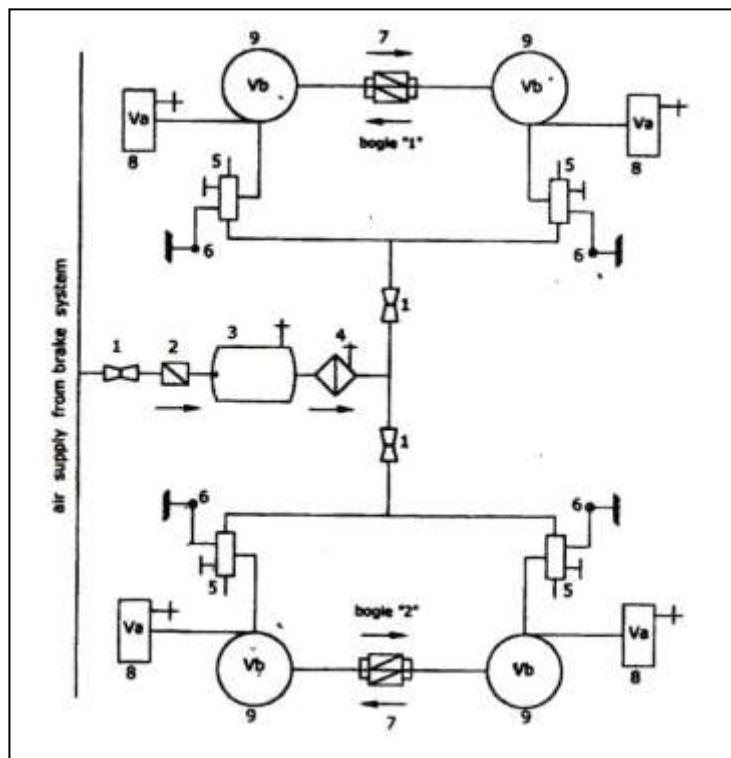 9 7 9
Vb Vb
Va Va
bogie "1"
8 8
5 5
6 6
1
air supply from brake system
1 2 3 4
1
6 6
5 5
bogie "2"
Va Vb Vb Va
8 8
9 7 9